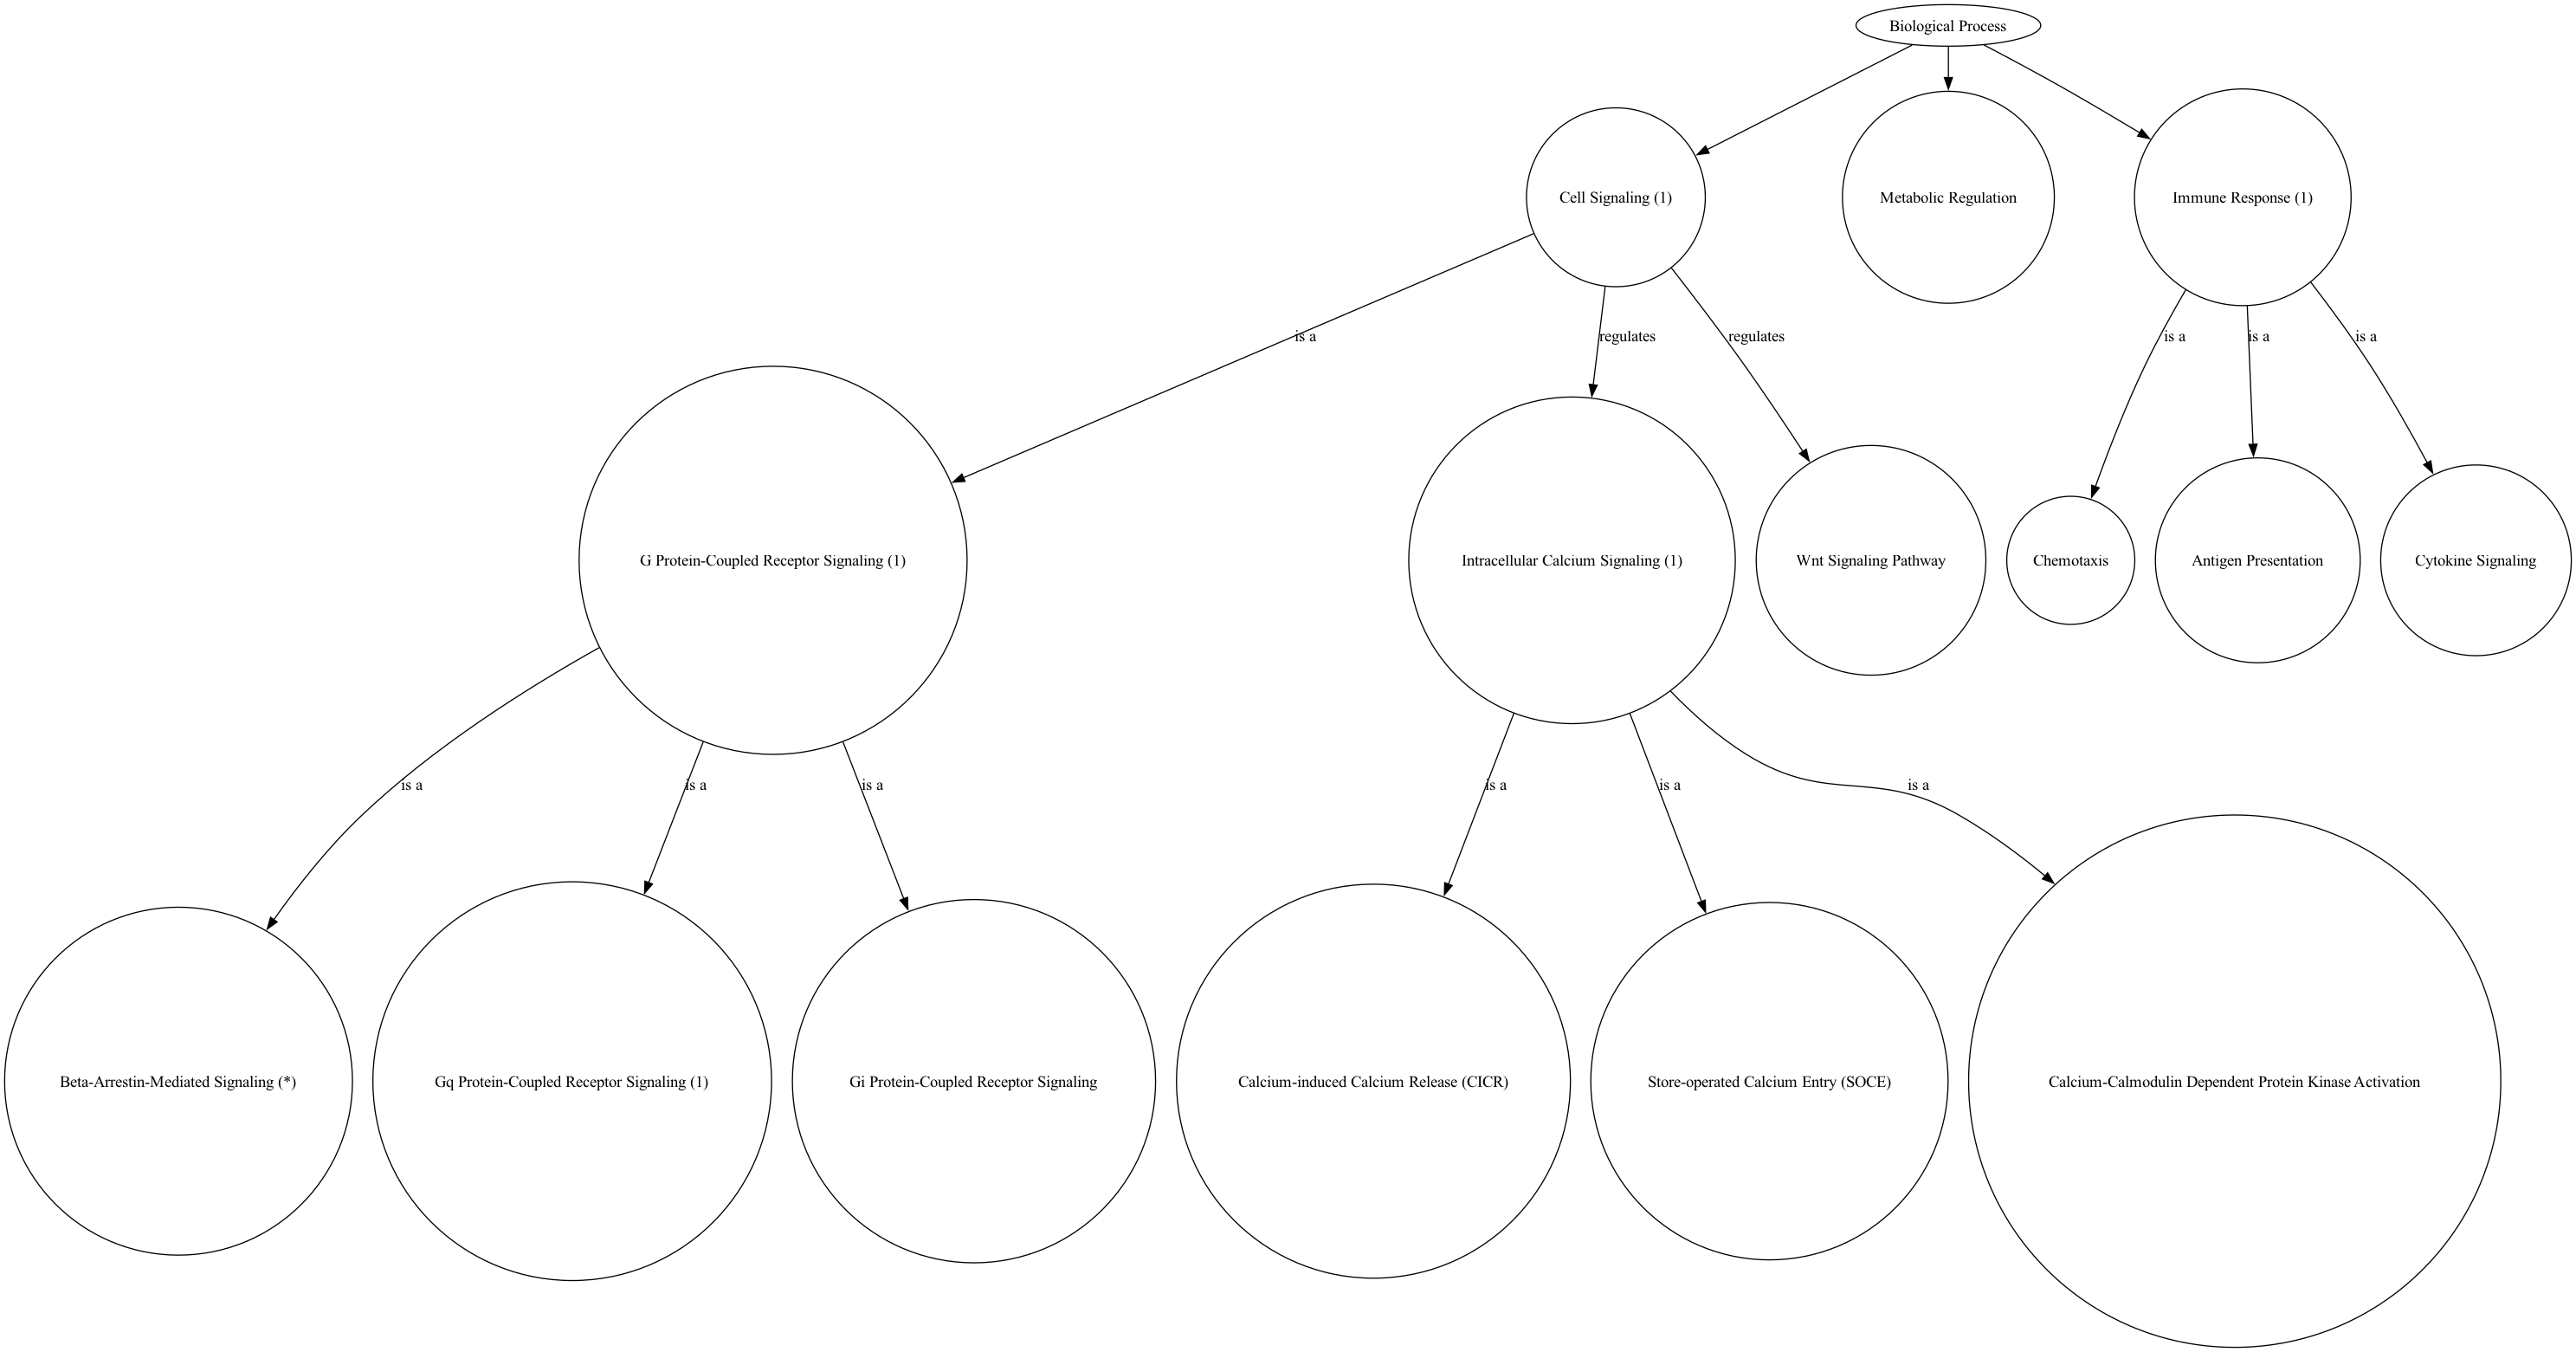 Biological Process
Cell Signaling (1)
Metabolic Regulation
Immune Response (1)
is a
regulates
regulates
is a
is a
is a
G Protein-Coupled Receptor Signaling (1)
Intracellular Calcium Signaling (1)
Wnt Signaling Pathway
Chemotaxis
Antigen Presentation
Cytokine Signaling
is a
is a
is a
is a
is a
is a
Beta-Arrestin-Mediated Signaling (*)
Gq Protein-Coupled Receptor Signaling (1)
Gi Protein-Coupled Receptor Signaling
Calcium-induced Calcium Release (CICR)
Store-operated Calcium Entry (SOCE)
Calcium-Calmodulin Dependent Protein Kinase Activation